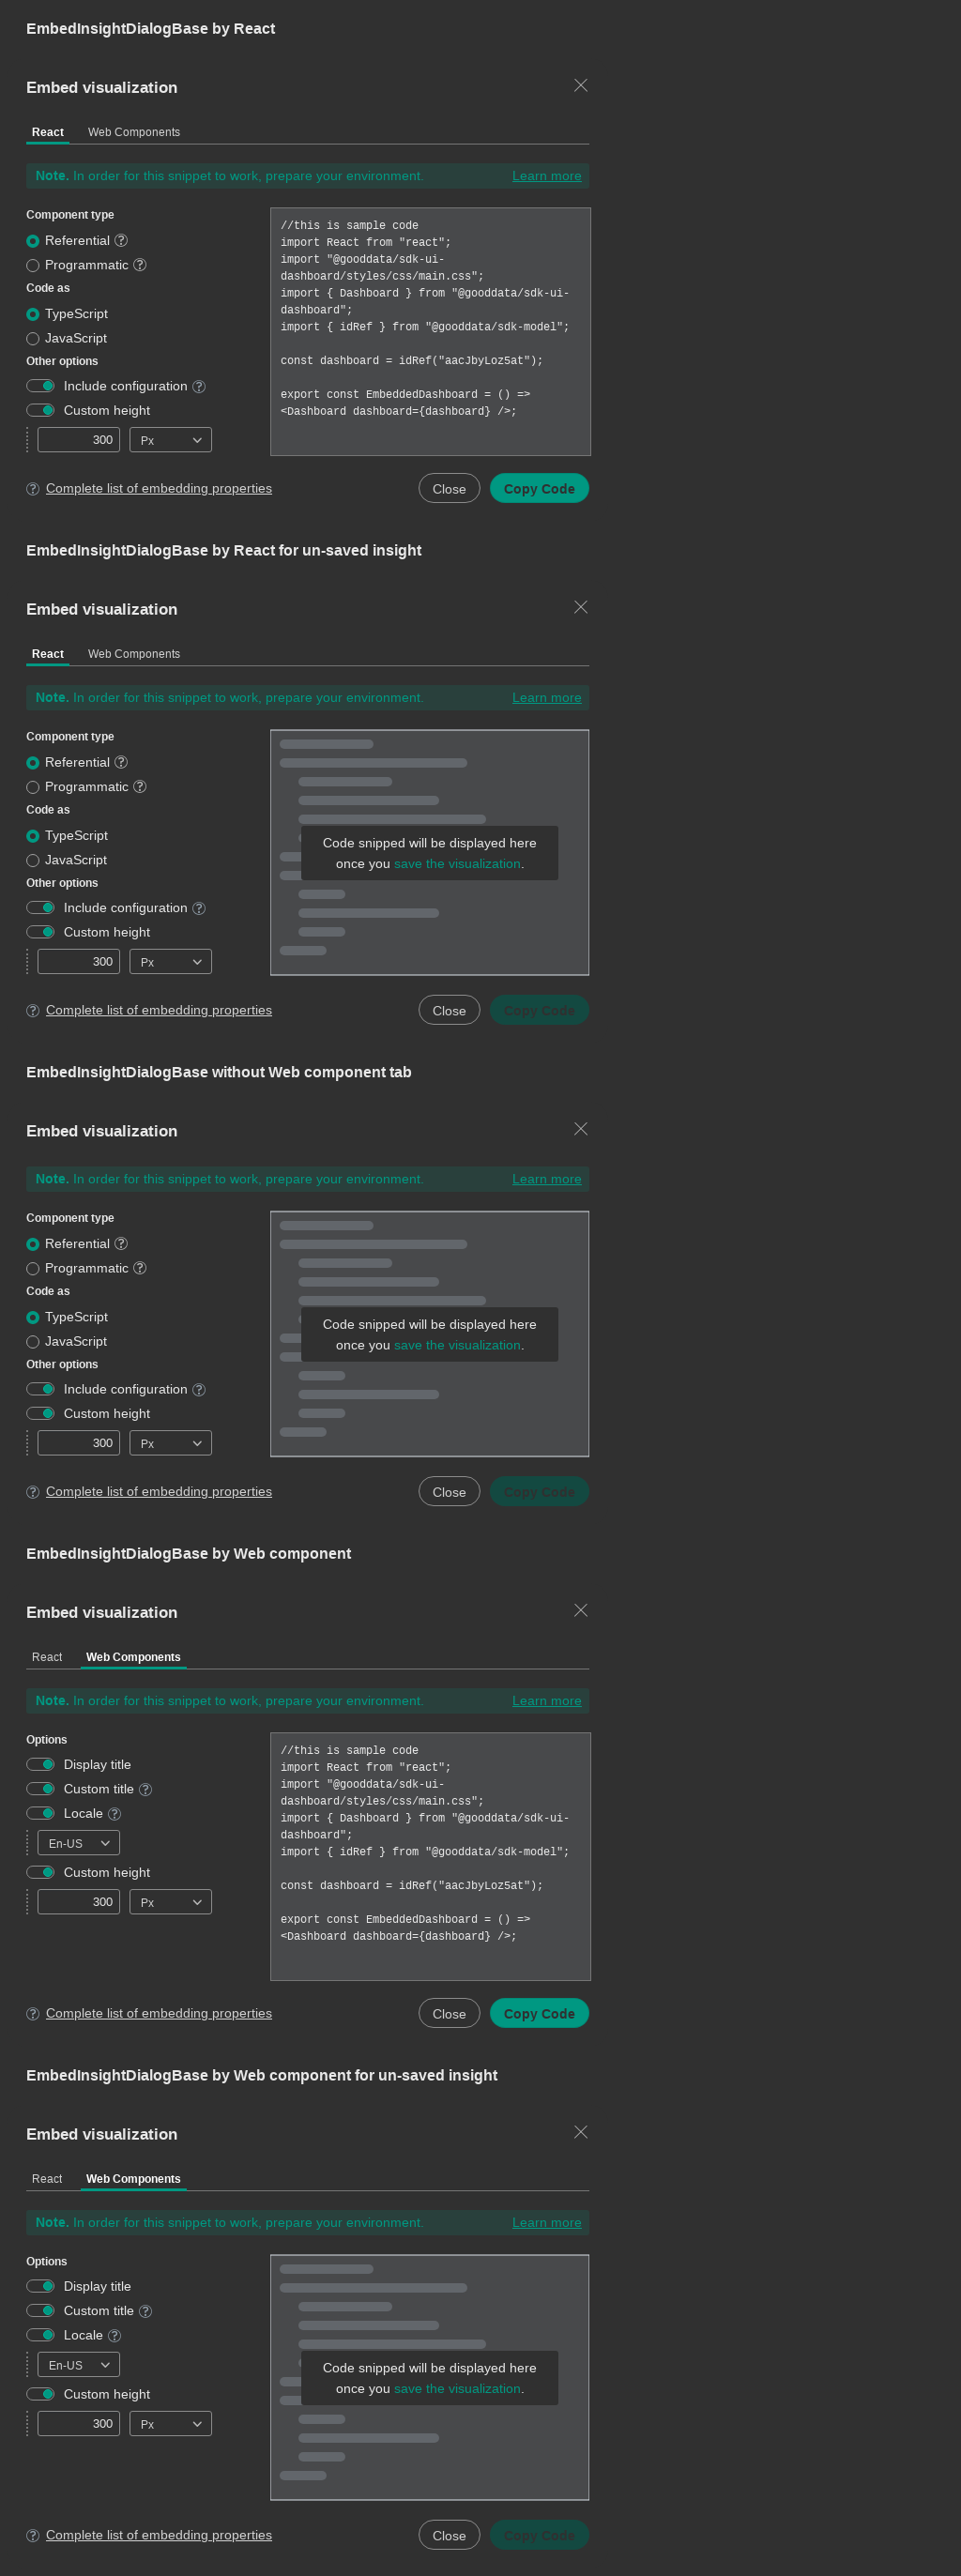 EmbedInsightDialogBase by React
Embed visualization
React Web Components
Note. In order for this snippet to work, prepare your environment. Learn more
Component type
Referential
Programmatic
Code as
TypeScript
JavaScript
Other options
Include configuration
Custom height
300 Px
//this is sample code
import React from "react";
import "@gooddata/sdk-ui-
dashboard/styles/css/main.css";
import { Dashboard } from "@gooddata/sdk-ui-
dashboard";
import { idRef } from "@gooddata/sdk-model";
const dashboard = idRef("aacJbyLoz5at");
export const EmbeddedDashboard = () =>
<Dashboard dashboard={dashboard} />;
Complete list of embedding properties Close Copy Code
EmbedInsightDialogBase by React for un-saved insight
Embed visualization
React Web Components
Note. In order for this snippet to work, prepare your environment. Learn more
Component type
Referential
Programmatic
Code as
TypeScript
JavaScript
Other options
Include configuration
Custom height
300 Px
Code snipped will be displayed here
once you save the visualization.
Complete list of embedding properties Close Copy Code
EmbedInsightDialogBase without Web component tab
Embed visualization
Note. In order for this snippet to work, prepare your environment. Learn more
Component type
Referential
Programmatic
Code as
TypeScript
JavaScript
Other options
Include configuration
Custom height
300 Px
Code snipped will be displayed here
once you save the visualization.
Complete list of embedding properties Close Copy Code
EmbedInsightDialogBase by Web component
Embed visualization
React Web Components
Note. In order for this snippet to work, prepare your environment. Learn more
Options
Display title
Custom title
Locale
En-US
Custom height
300 Px
//this is sample code
import React from "react";
import "@gooddata/sdk-ui-
dashboard/styles/css/main.css";
import { Dashboard } from "@gooddata/sdk-ui-
dashboard";
import { idRef } from "@gooddata/sdk-model";
const dashboard = idRef("aacJbyLoz5at");
export const EmbeddedDashboard = () =>
<Dashboard dashboard={dashboard} />;
Complete list of embedding properties Close Copy Code
EmbedInsightDialogBase by Web component for un-saved insight
Embed visualization
React Web Components
Note. In order for this snippet to work, prepare your environment. Learn more
Options
Display title
Custom title
Locale
En-US
Custom height
300 Px
Code snipped will be displayed here
once you save the visualization.
Complete list of embedding properties Close Copy Code